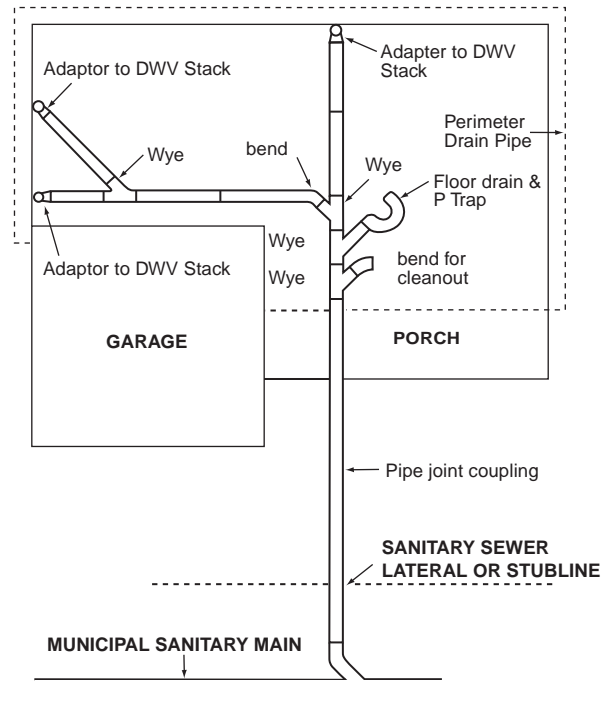 Adapter to DWV
Stack
Adaptor to DWV Stack
Perimeter
Drain Pipe
bend
Wye
Wye
Floor drain &
P Trap
Wye
bend for
cleanout
Adaptor to DWV Stack
Wye
GARAGE
PORCH
Pipe joint coupling
SANITARY SEWER
LATERAL OR STUBLINE
MUNICIPAL SANITARY MAIN